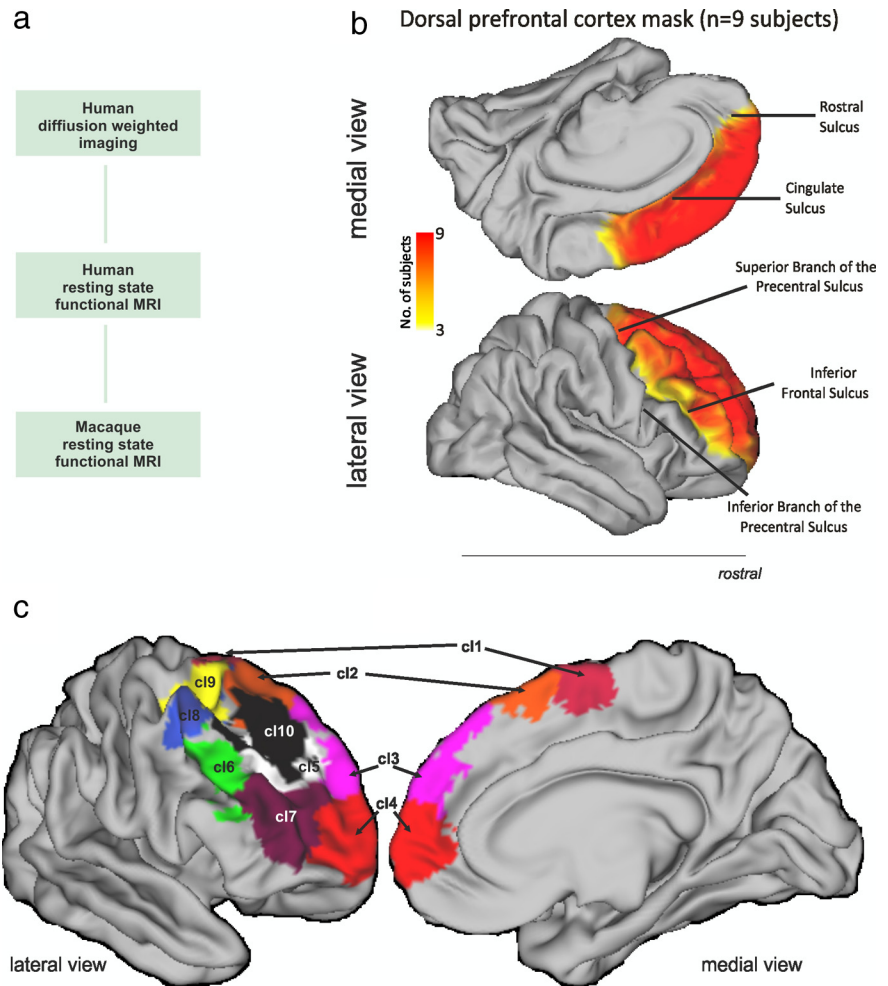 a
Human
diffiusion weighted
imaging
Human
resting state
functional MRI
Macaque
resting state
functional MRI
b
Dorsal prefrontal cortex mask (n=9 subjects)
medial view
Rostral
Sulcus
Cingulate
Sulcus
No. of subjects
9
3
Superior Branch of the
Precentral Sulcus
lateral view
Inferior
Frontal Sulcus
Inferior Branch of the
Precentral Sulcus
rostral
c
cl1
cl2
cl9
cl8
cl10
cl6
cl5
cl3
cl4
cl7
lateral view
medial view